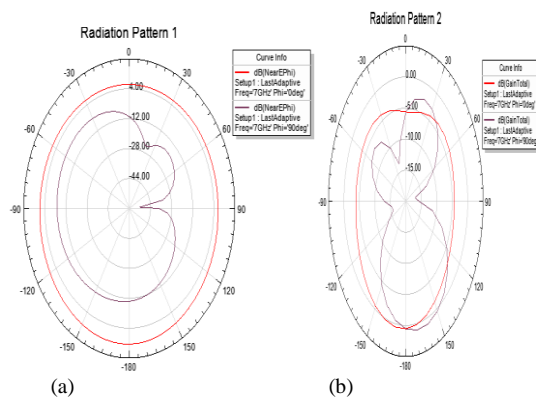 Radiation Pattern 1
0
-30
30
-60
60
-90
90
-120
120
-150
150
-180
4.00
-12.00
-28.00
-44.00
Curve Info
dB(NearEPhi)
Setup1 : LastAdaptive
Freq='7GHz' Phi='0deg'
dB(NearEPhi)
Setup1 : LastAdaptive
Freq='7GHz' Phi='90deg'
(a)
Radiation Pattern 2
0
-30
30
-60
60
-90
90
-120
120
-150
150
-180
0.00
-5.00
-10.00
-15.00
Curve Info
dB(GainTotal)
Setup1 : LastAdaptive
Freq='7GHz' Phi='0deg'
dB(GainTotal)
Setup1 : LastAdaptive
Freq='7GHz' Phi='90deg'
(b)